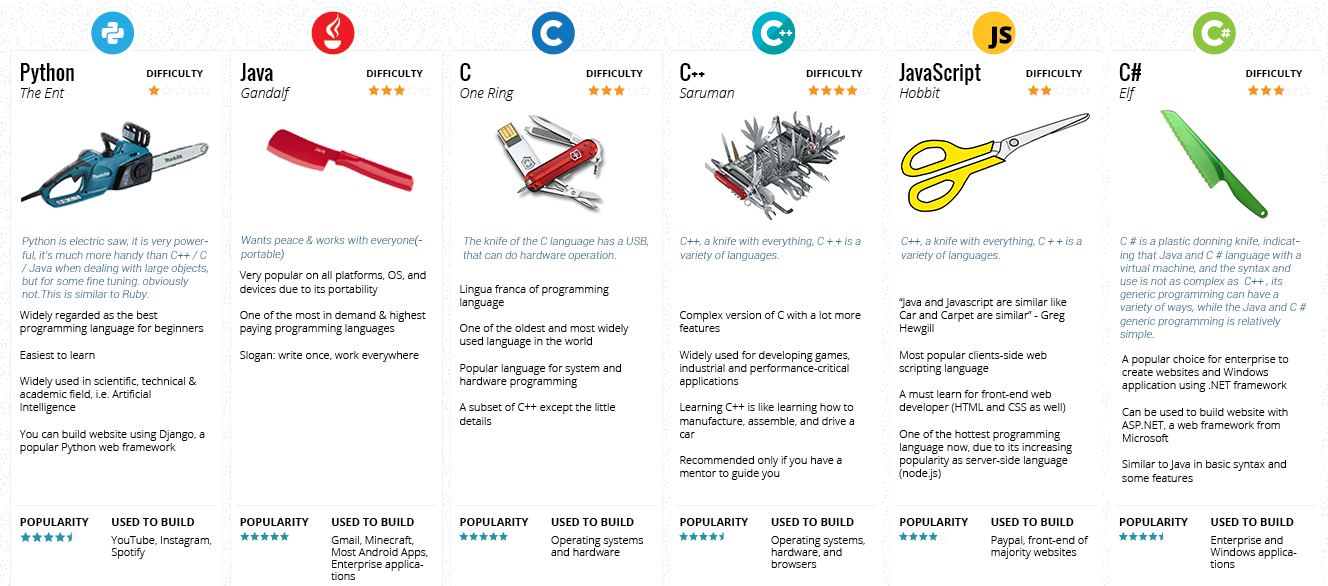 Python
DIFFICULTY
The Ent
Makita
Makita
Python is electric saw, it is very power-
ful, it's much more handy than C++ / C
/ Java when dealing with large objects,
but for some fine tuning. obviously
not.This is similar to Ruby.
Widely regarded as the best
programming language for beginners
Easiest to learn
Widely used in scientific, technical &
academic field, i.e. Artificial
Intelligence
You can build website using Django, a
popular Python web framework
POPULARITY
USED TO BUILD
YouTube, Instagram,
Spotify
Java
DIFFICULTY
Gandalf
Wants peace & works with everyone(-
portable)
Very popular on all platforms, OS, and
devices due to its portability
One of the most in demand & highest
paying programming languages
Slogan: write once, work everywhere
POPULARITY
USED TO BUILD
Gmail, Minecraft,
Most Android Apps,
Enterprise applica-
tions
C
C
DIFFICULTY
One Ring
The knife of the C language has a USB,
that can do hardware operation.
Lingua franca of programming
language
One of the oldest and most widely
used language in the world
Popular language for system and
hardware programming
A subset of C++ except the little
details
POPULARITY
USED TO BUILD
Operating systems
and hardware
C++
C++
DIFFICULTY
Saruman
C++, a knife with everything, C + + is a
variety of languages.
Complex version of C with a lot more
features
Widely used for developing games,
industrial and performance-critical
applications
Learning C++ is like learning how to
manufacture, assemble, and drive a
car
Recommended only if you have a
mentor to guide you
POPULARITY
USED TO BUILD
Operating systems,
hardware, and
browsers
JS
JavaScript
DIFFICULTY
Hobbit
C++, a knife with everything, C + + is a
variety of languages.
“Java and Javascript are similar like
Car and Carpet are similar” - Greg
Hewgill
Most popular clients-side web
scripting language
A must learn for front-end web
developer (HTML and CSS as well)
One of the hottest programming
language now, due to its increasing
popularity as server-side language
(node.js)
POPULARITY
USED TO BUILD
Paypal, front-end of
majority websites
C#
C#
DIFFICULTY
Elf
C # is a plastic donning knife, indicat-
ing that Java and C # language with a
virtual machine, and the syntax and
use is not as complex as C++ , its
generic programming can have a
variety of ways, while the Java and C #
generic programming is relatively
simple.
A popular choice for enterprise to
create websites and Windows
application using .NET framework
Can be used to build website with
ASP.NET, a web framework from
Microsoft
Similar to Java in basic syntax and
some features
POPULARITY
USED TO BUILD
Enterprise and
Windows applica-
tions